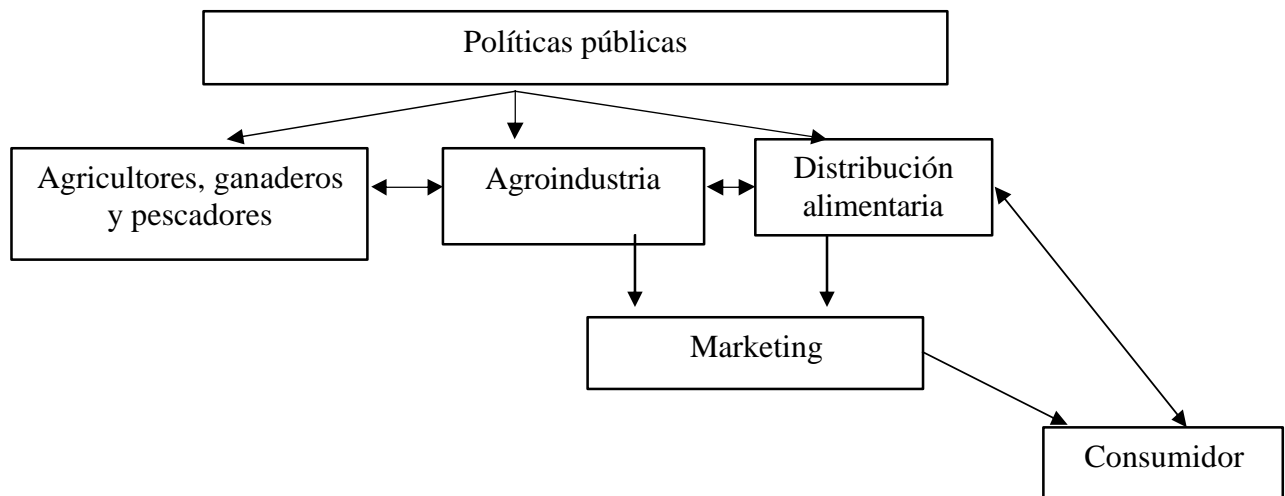 Políticas públicas
Agricultores, ganaderos
y pescadores
Agroindustria
Distribución
alimentaria
Marketing
Consumidor